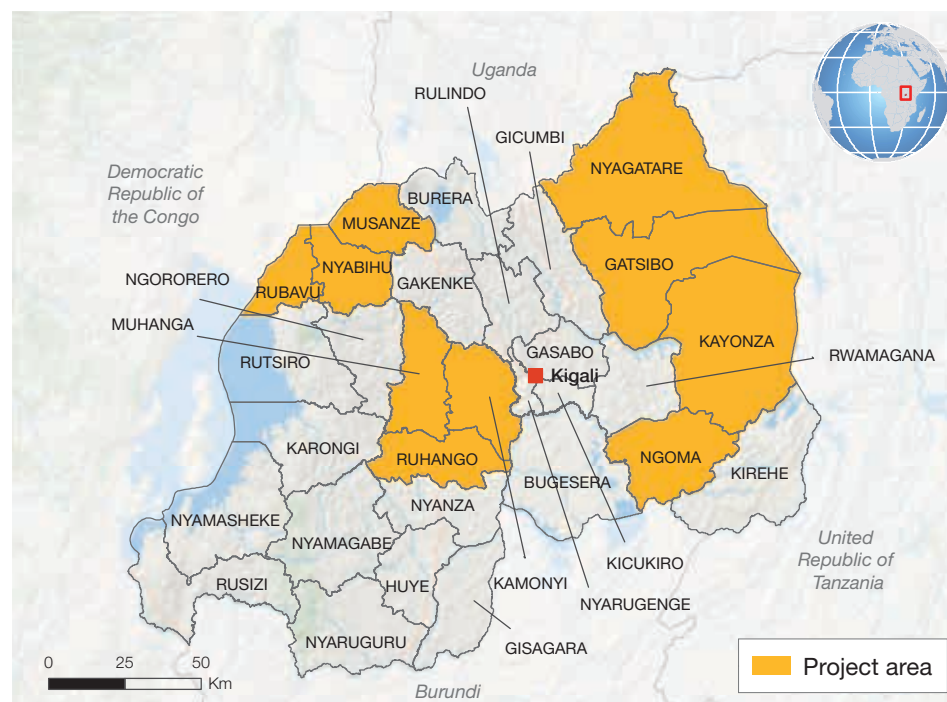 Uganda
RULINDO
GICUMBI
NYAGATARE
Democratic
Republic of
the Congo
BURERA
MUSANZE
NGORORERO
NYABIHU
GATSIBO
RUBAVU
GAKENKE
MUHANGA
KAYONZA
RUTSIRO
GASABO
RWAMAGANA
Kigali
KARONGI
RUHANGO
NGOMA
KIREHE
BUGESERA
NYANZA
NYAMASHEKE
NYAMAGABE
United
Republic of
Tanzania
KICUKIRO
RUSIZI
HUYE
KAMONYI
NYARUGENGE
NYARUGURU
GISAGARA
0 25 50
Km
Burundi
Project area